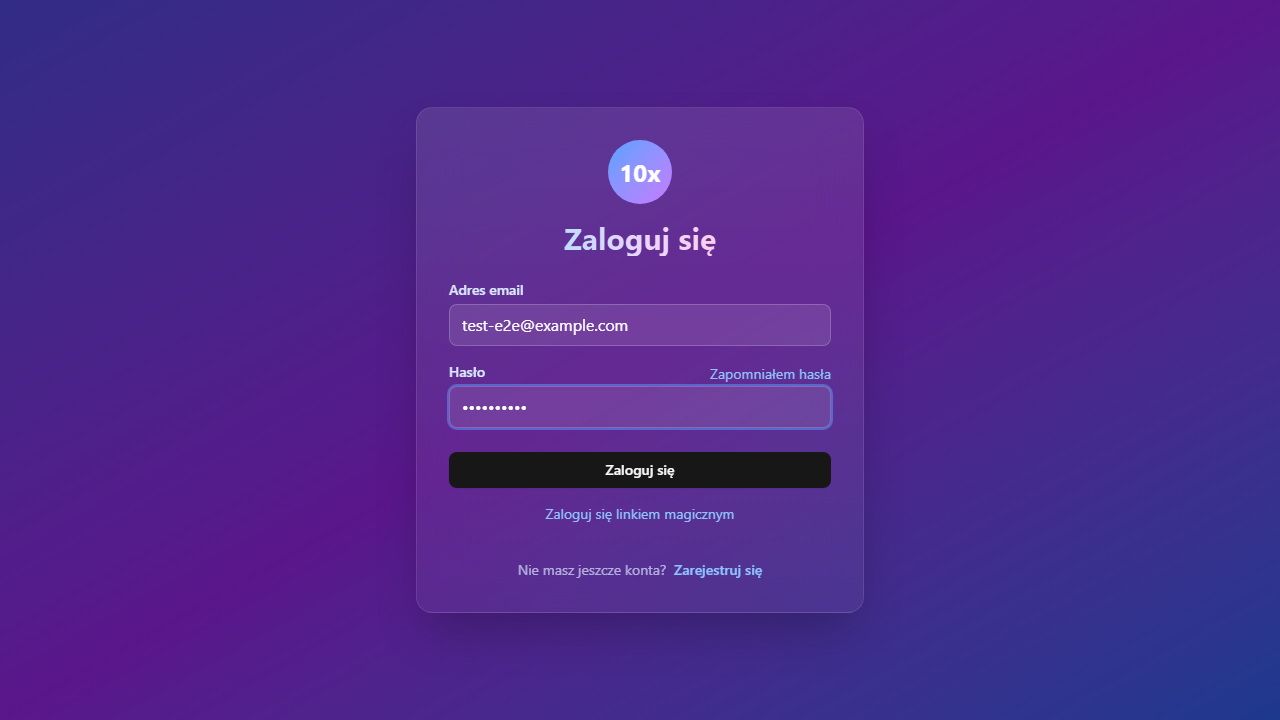 10x
Zaloguj się
Adres email
test-e2e@example.com
Hasło Zapomniałem hasła
••••••••••
Zaloguj się
Zaloguj się linkiem magicznym
Nie masz jeszcze konta? Zarejestruj się